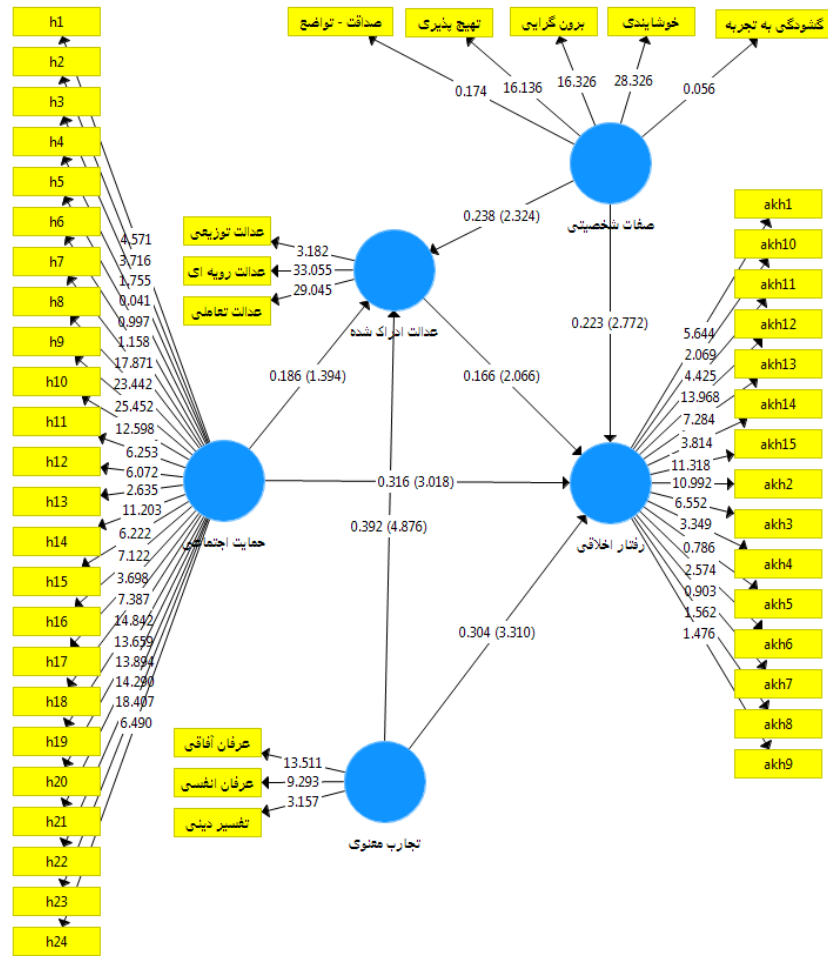 h1
h2
h3
h4
h5
h6
h7
h8
h9
h10
h11
h12
h13
h14
h15
h16
h17
h18
h19
h20
h21
h22
h23
h24
4.571
3.716
1.755
0.041
0.997
1.158
17.871
23.442
25.452
12.598
6.253
6.072
2.635
11.203
6.222
7.122
3.698
7.387
14.842
13.659
13.894
14.290
18.407
6.490
حمایت اجتماعی
صداقت - تواضع
تهیج پذیری
برون گرایی
خوشایندی
گشودگی به تجربه
0.174
16.136
16.326
28.326
0.056
صفات شخصیتی
عدالت توزیعی
عدالت رویه ای
عدالت تعاملی
3.182
33.055
29.045
عدالت ادراک شده
0.238 (2.324)
0.223 (2.772)
0.186 (1.394)
0.166 (2.066)
0.316 (3.018)
0.392 (4.876)
0.304 (3.310)
رفتار اخلاقی
5.644
2.069
4.425
13.968
7.284
3.814
11.318
10.992
6.552
3.349
0.786
2.574
0.903
1.562
1.476
akh1
akh10
akh11
akh12
akh13
akh14
akh15
akh2
akh3
akh4
akh5
akh6
akh7
akh8
akh9
عرفان آفاقی
عرفان انفسی
تفسیر دینی
13.511
9.293
3.157
تجارب معنوی